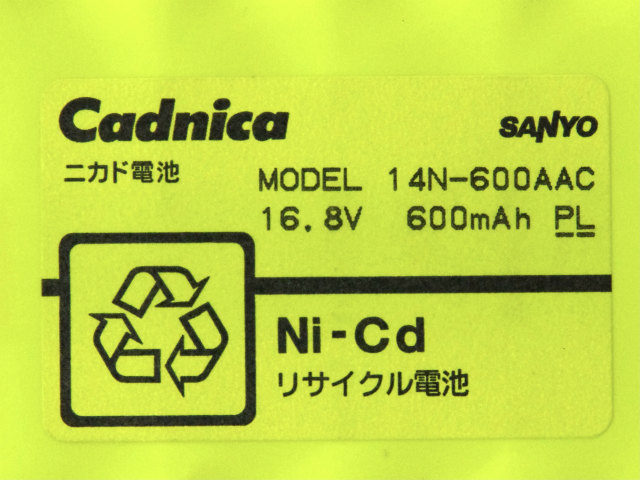 Cadnica
SANYO
ニカド電池
MODEL 14N-600AAC
16.8V 600mAh PL
Ni-Cd
リサイクル電池